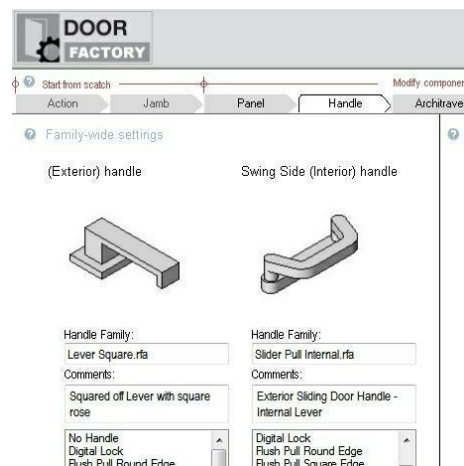 DOOR
FACTORY
Start from scatch
Modify componen
Action Jamb Panel Handle Architrave
Family-wide settings
(Exterior) handle
Swing Side (Interior) handle
Handle Family:
Lever Square.rfa
Comments:
Squared off Lever with square
rose
No Handle
Digital Lock
Flush Pull Round Edge
Handle Family:
Slider Pull Internal.rfa
Comments:
Exterior Sliding Door Handle -
Internal Lever
Digital Lock
Flush Pull Round Edge
Flush Pull Square Edge